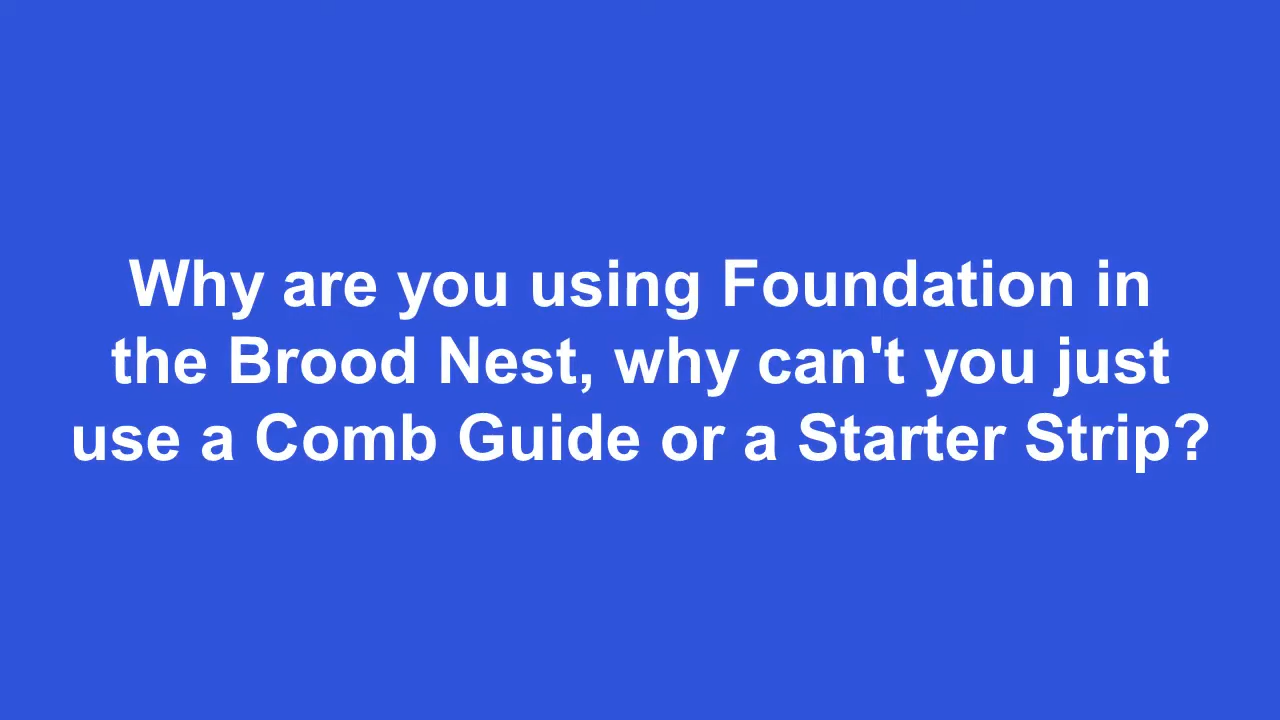 Why are you using Foundation in
the Brood Nest, why can't you just
use a Comb Guide or a Starter Strip?